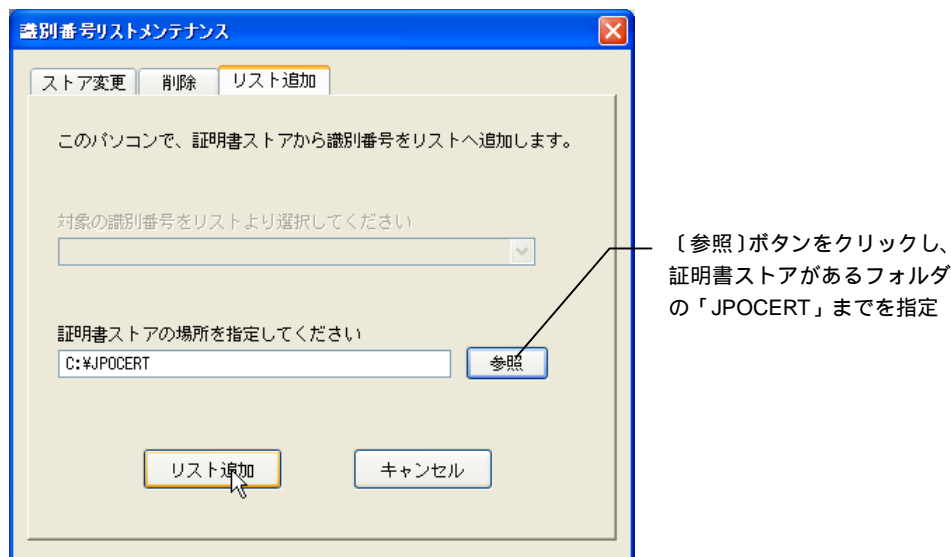 識別番号リストメンテナンス
ストア変更 削除 リスト追加
このパソコンで、証明書ストアから識別番号をリストへ追加します。
対象の識別番号をリストより選択してください
〔参照〕ボタンをクリックし、
証明書ストアがあるフォルダ
の「JPOCERT」までを指定
証明書ストアの場所を指定してください
C:¥JPOCERT 参照
リスト追加 キャンセル